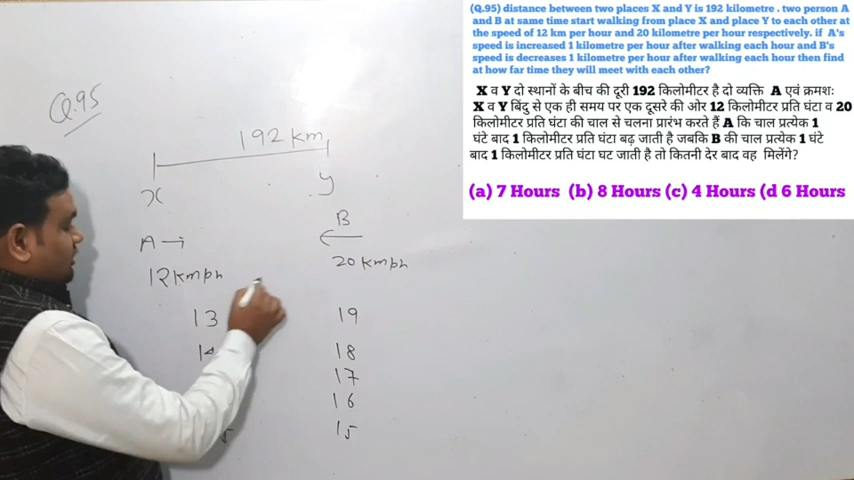 (Q.95) distance between two places X and Y is 192 kilometre . two person A
and B at same time start walking from place X and place Y to each other at
the speed of 12 km per hour and 20 kilometre per hour respectively. if A's
speed is increased 1 kilometre per hour after walking each hour and B's
speed is decreases 1 kilometre per hour after walking each hour then find
at how far time they will meet with each other?
X व Y दो स्थानों के बीच की दूरी 192 किलोमीटर है दो व्यक्ति A एवं क्रमशः
X व Y बिंदु से एक ही समय पर एक दूसरे की ओर 12 किलोमीटर प्रति घंटा व 20
किलोमीटर प्रति घंटा की चाल से चलना प्रारंभ करते हैं A कि चाल प्रत्येक 1
घंटे बाद 1 किलोमीटर प्रति घंटा बढ़ जाती है जबकि B की चाल प्रत्येक 1 घंटे
बाद 1 किलोमीटर प्रति घंटा घट जाती है तो कितनी देर बाद वह मिलेंगे?
(a) 7 Hours (b) 8 Hours (c) 4 Hours (d 6 Hours
Q.95
192 km
X Y
A → B ←
12 kmph 20 kmph
13 19
14 18
17
16
5 15